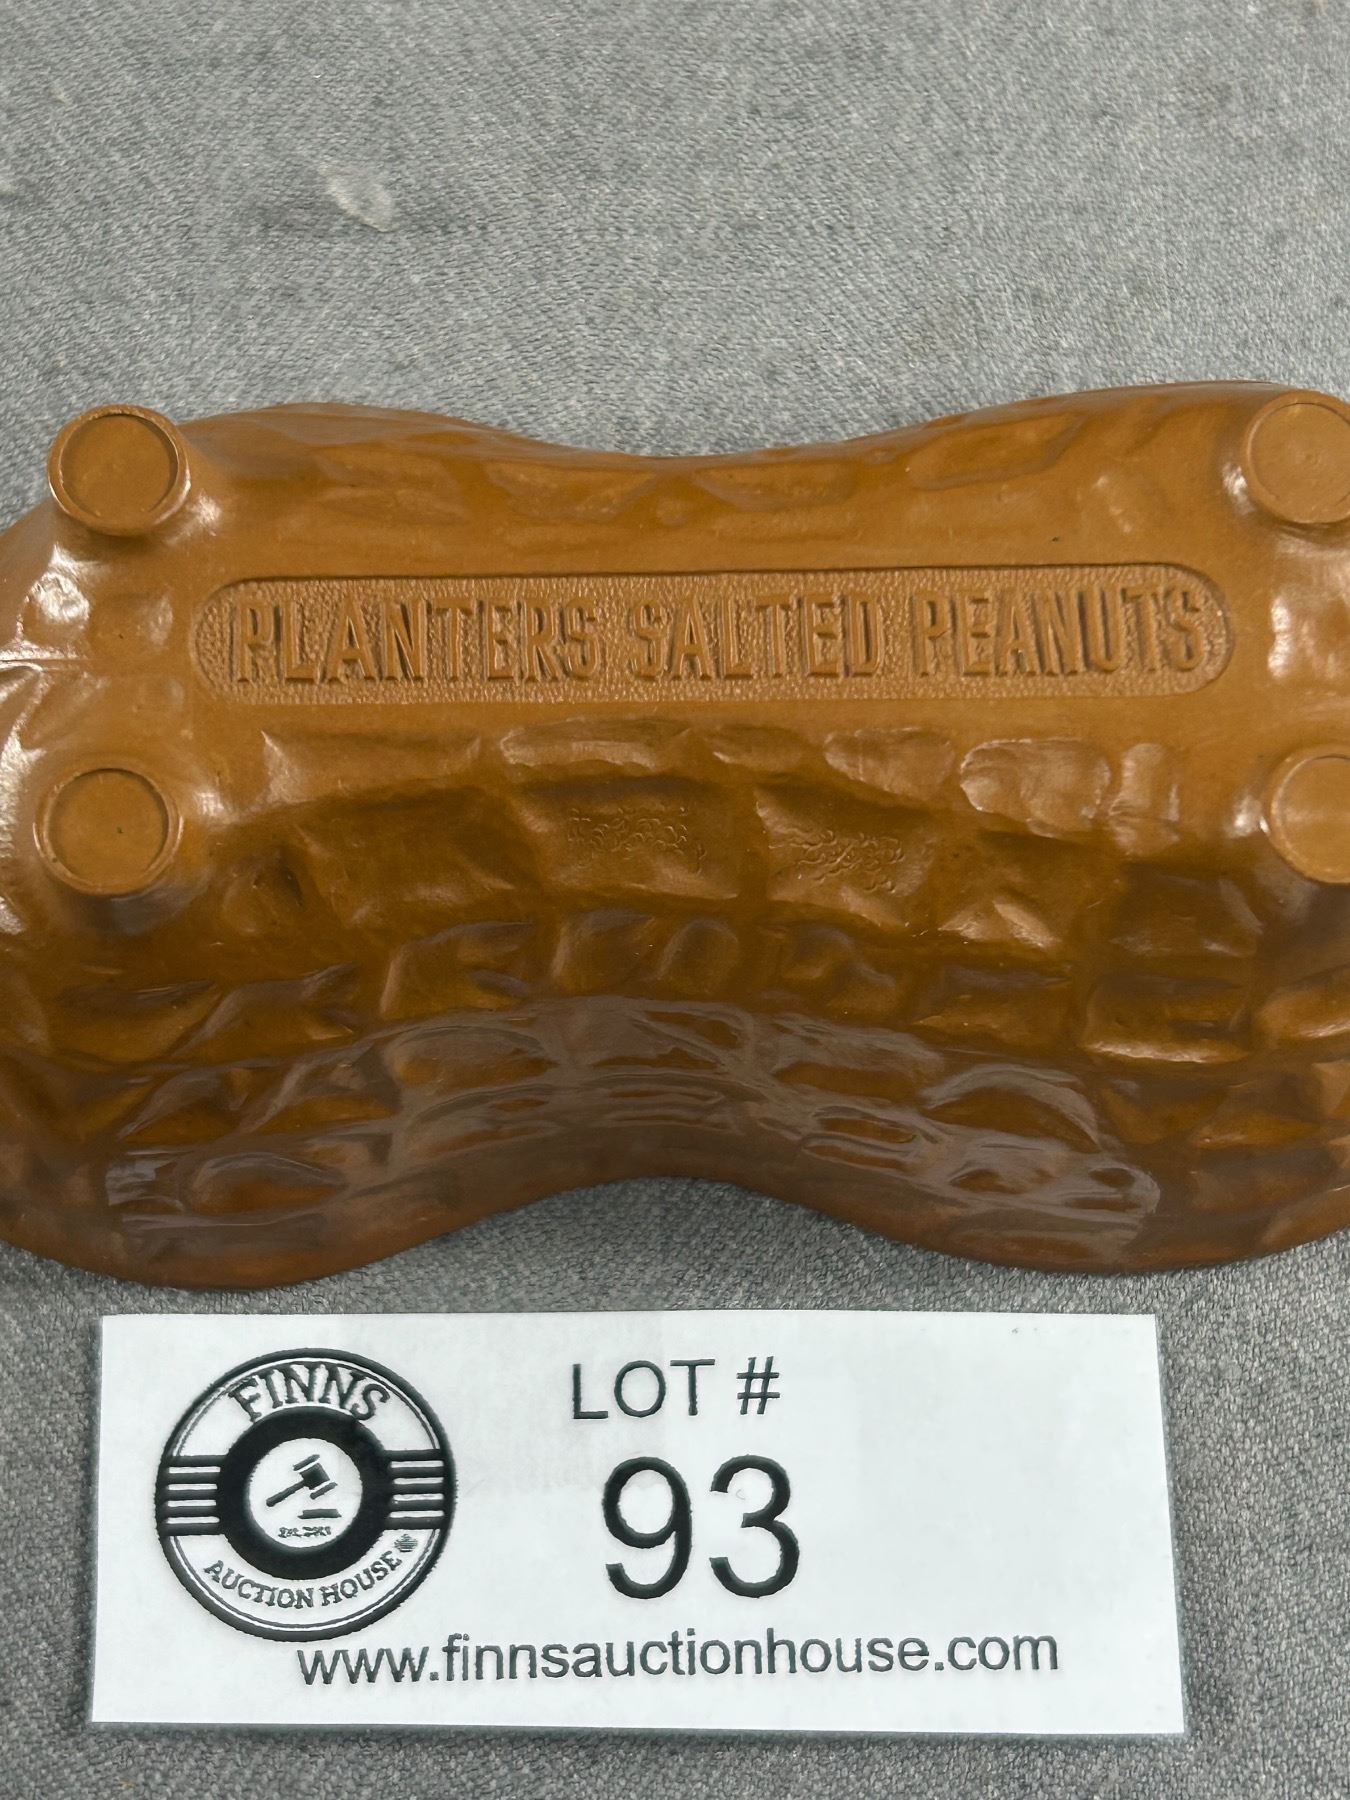 PLANTERS SALTED PEANUTS
FINNS
AUCTION HOUSE
LOT #
93
www.finnsauctionhouse.com